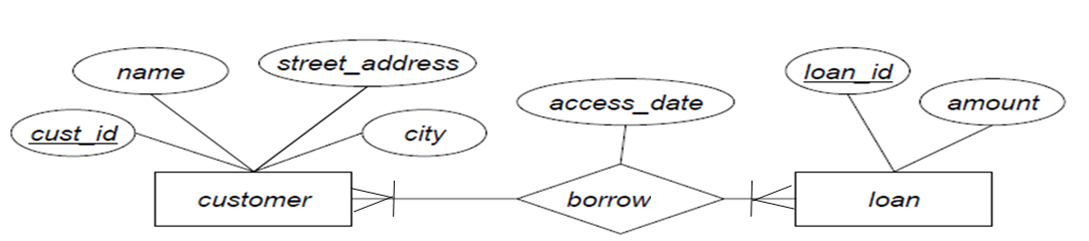 name
street_address
cust_id
city
access_date
loan_id
amount
customer
borrow
loan